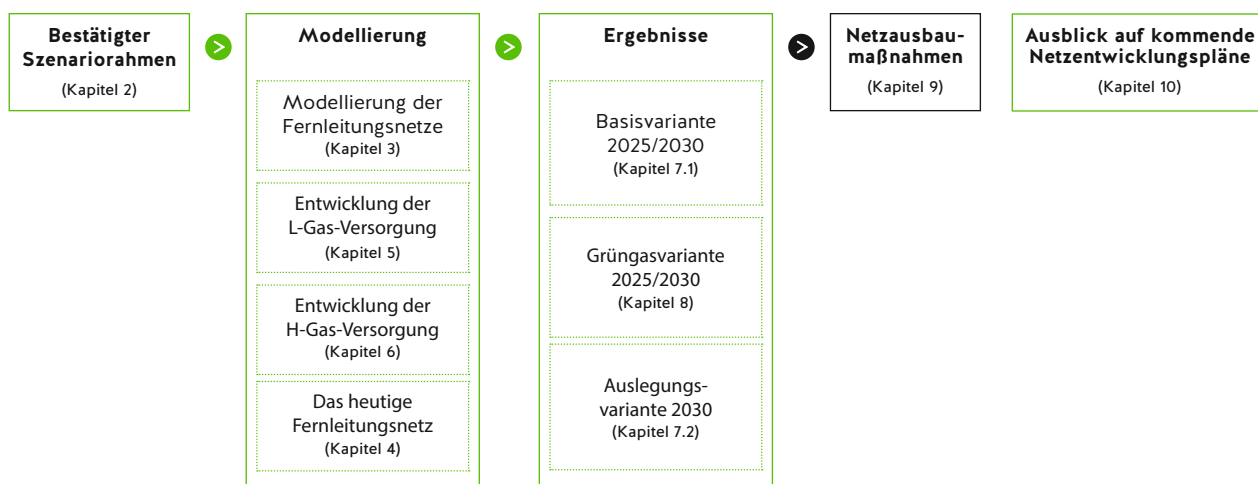 Bestätigter
Szenariorahmen
(Kapitel 2)
>
Modellierung
Modellierung der
Fernleitungsnetze
(Kapitel 3)
Entwicklung der
L-Gas-Versorgung
(Kapitel 5)
Entwicklung der
H-Gas-Versorgung
(Kapitel 6)
Das heutige
Fernleitungsnetz
(Kapitel 4)
>
Ergebnisse
Basisvariante
2025/2030
(Kapitel 7.1)
Grüngasvariante
2025/2030
(Kapitel 8)
Auslegungs-
variante 2030
(Kapitel 7.2)
>
Netzausbau-
maßnahmen
(Kapitel 9)
Ausblick auf kommende
Netzentwicklungspläne
(Kapitel 10)